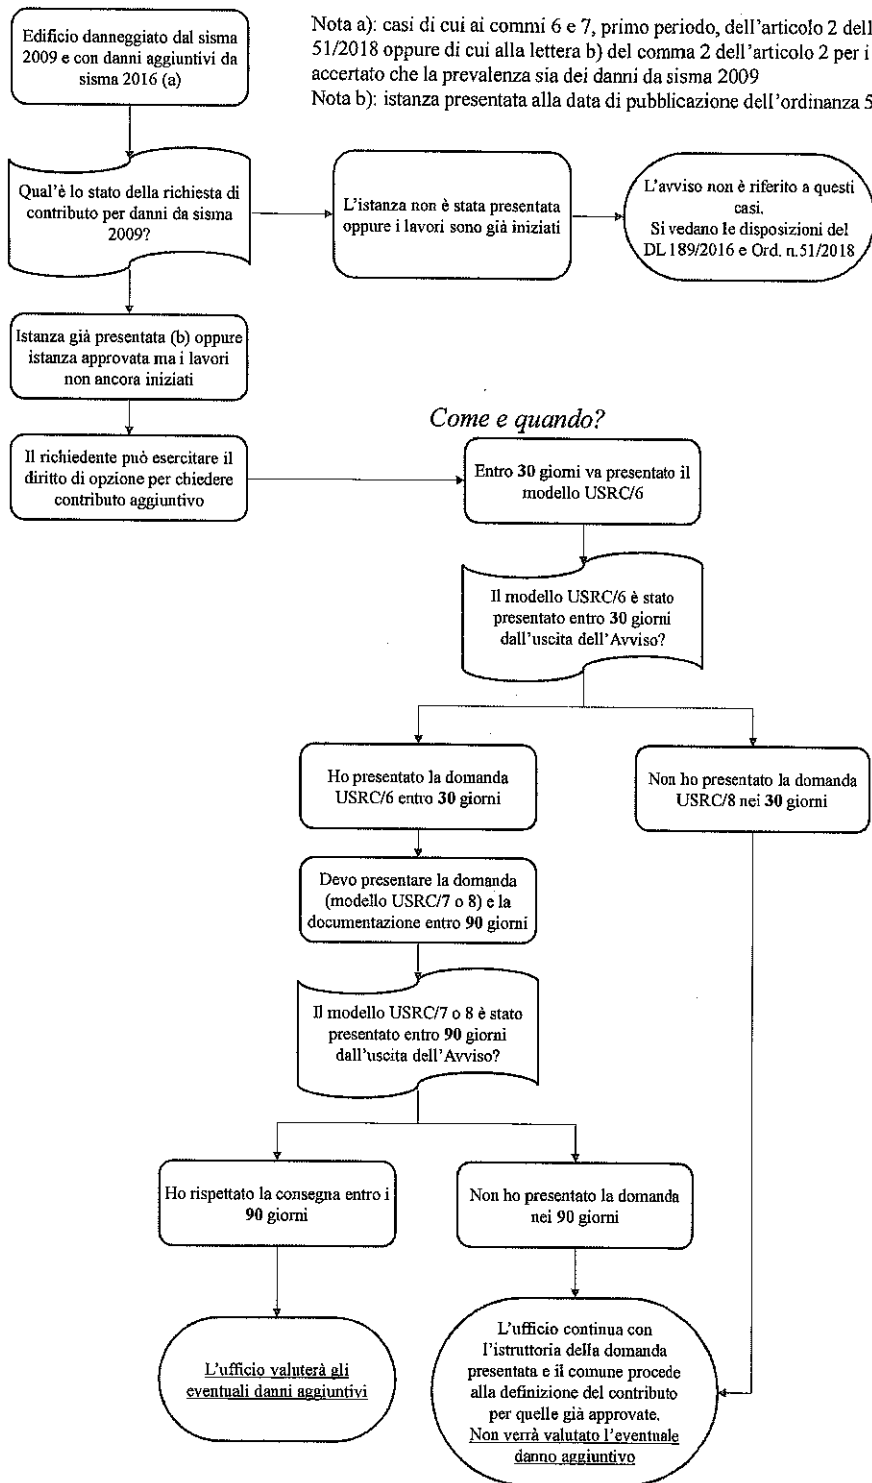 Edificio danneggiato dal sisma
2009 e con danni aggiuntivi da
sisma 2016 (a)
Nota a): casi di cui ai commi 6 e 7, primo periodo, dell'articolo 2 dell
51/2018 oppure di cui alla lettera b) del comma 2 dell'articolo 2 per i
accertato che la prevalenza sia dei danni da sisma 2009
Nota b): istanza presentata alla data di pubblicazione dell'ordinanza 5
Qual'è lo stato della richiesta di
contributo per danni da sisma
2009?
L'istanza non è stata presentata
oppure i lavori sono già iniziati
L'avviso non è riferito a questi
casi.
Si vedano le disposizioni del
DL 189/2016 e Ord. n.51/2018
Istanza già presentata (b) oppure
istanza approvata ma i lavori
non ancora iniziati
Come e quando?
Il richiedente può esercitare il
diritto di opzione per chiedere
contributo aggiuntivo
Entro 30 giorni va presentato il
modello USRC/6
Il modello USRC/6 è stato
presentato entro 30 giorni
dall'uscita dell'Avviso?
Ho presentato la domanda
USRC/6 entro 30 giorni
Non ho presentato la domanda
USRC/8 nei 30 giorni
Devo presentare la domanda
(modello USRC/7 o 8) e la
documentazione entro 90 giorni
Il modello USRC/7 o 8 è stato
presentato entro 90 giorni
dall'uscita dell'Avviso?
Ho rispettato la consegna entro i
90 giorni
Non ho presentato la domanda
nei 90 giorni
L'ufficio valuterà gli
eventuali danni aggiuntivi
L'ufficio continua con
l'istruttoria della domanda
presentata e il comune procede
alla definizione del contributo
per quelle già approvate.
Non verrà valutato l'eventuale
danno aggiuntivo